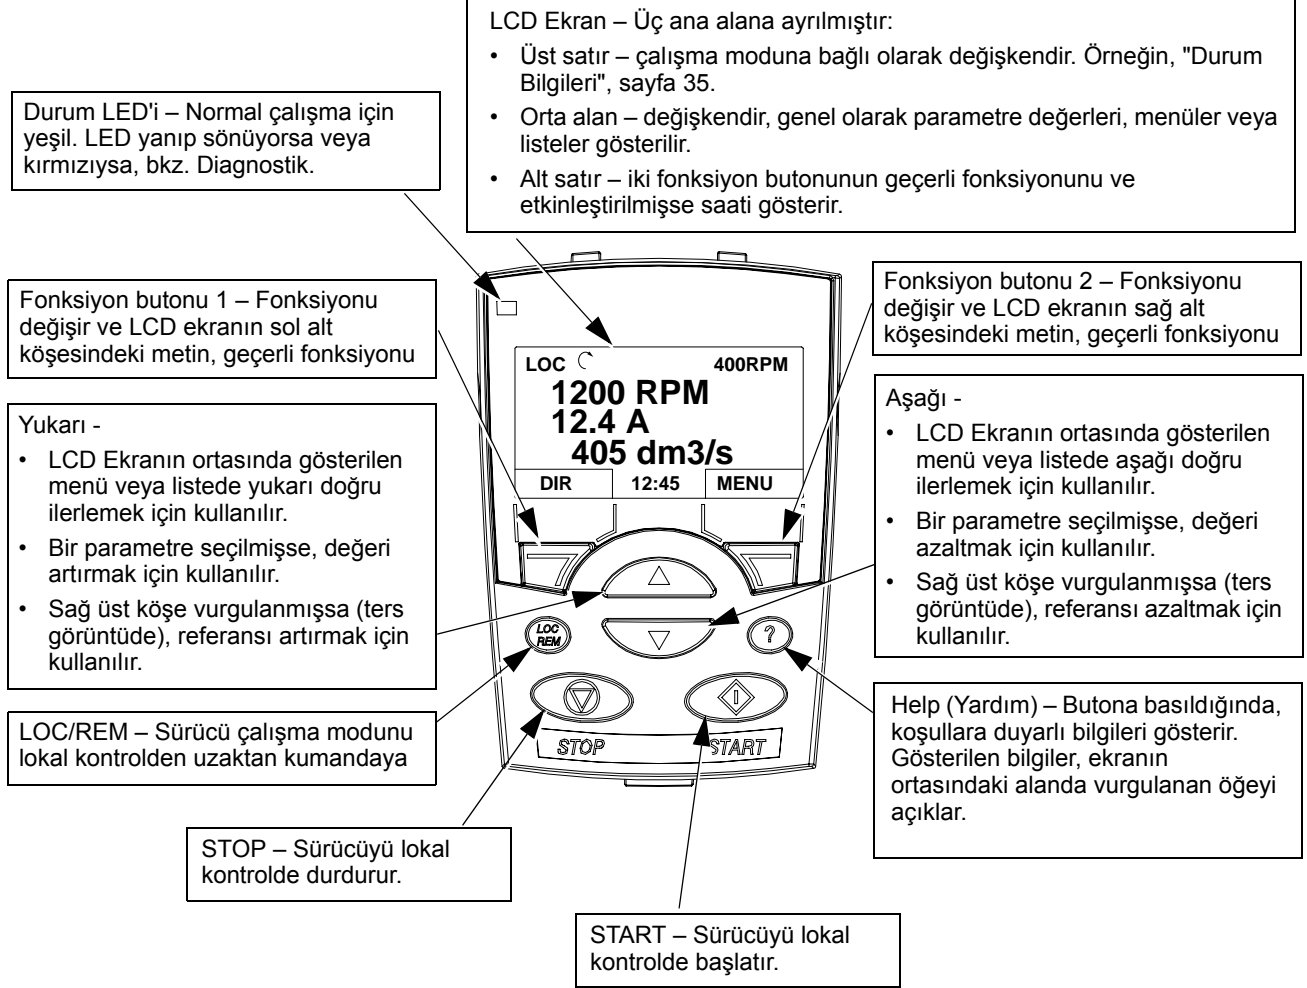 LCD Ekran – Üç ana alana ayrılmıştır:
• Üst satır – çalışma moduna bağlı olarak değişkendir. Örneğin, "Durum
Bilgileri", sayfa 35.
• Orta alan – değişkendir, genel olarak parametre değerleri, menüler veya
listeler gösterilir.
• Alt satır – iki fonksiyon butonunun geçerli fonksiyonunu ve
etkinleştirilmişse saati gösterir.
Durum LED'i – Normal çalışma için
yeşil. LED yanıp sönüyorsa veya
kırmızıysa, bkz. Diagnostik.
Fonksiyon butonu 1 – Fonksiyonu
değişir ve LCD ekranın sol alt
köşesindeki metin, geçerli fonksiyonu
Fonksiyon butonu 2 – Fonksiyonu
değişir ve LCD ekranın sağ alt
köşesindeki metin, geçerli fonksiyonu
LOC 400RPM
1200 RPM
12.4 A
405 dm3/s
DIR 12:45 MENU
Yukarı -
• LCD Ekranın ortasında gösterilen
menü veya listede yukarı doğru
ilerlemek için kullanılır.
• Bir parametre seçilmişse, değeri
artırmak için kullanılır.
• Sağ üst köşe vurgulanmışsa (ters
görüntüde), referansı artırmak için
kullanılır.
Aşağı -
• LCD Ekranın ortasında gösterilen
menü veya listede aşağı doğru
ilerlemek için kullanılır.
• Bir parametre seçilmişse, değeri
azaltmak için kullanılır.
• Sağ üst köşe vurgulanmışsa (ters
görüntüde), referansı azaltmak için
kullanılır.
LOC
REM
?
STOP START
LOC/REM – Sürücü çalışma modunu
lokal kontrolden uzaktan kumandaya
Help (Yardım) – Butona basıldığında,
koşullara duyarlı bilgileri gösterir.
Gösterilen bilgiler, ekranın
ortasındaki alanda vurgulanan öğeyi
açıklar.
STOP – Sürücüyü lokal
kontrolde durdurur.
START – Sürücüyü lokal
kontrolde başlatır.